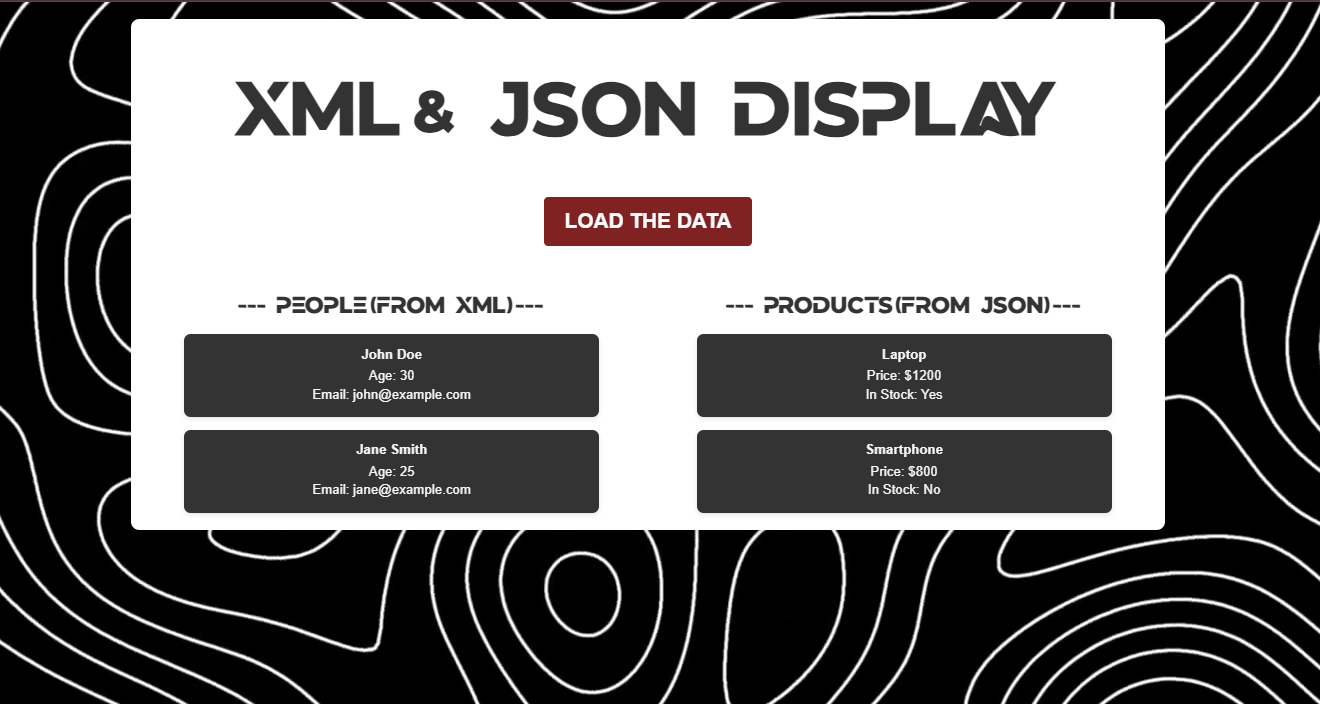 XML & JSON DISPLAY
LOAD THE DATA
--- PEOPLE(FROM XML)---
John Doe
Age: 30
Email: john@example.com
Jane Smith
Age: 25
Email: jane@example.com
--- PRODUCTS(FROM JSON)---
Laptop
Price: $1200
In Stock: Yes
Smartphone
Price: $800
In Stock: No